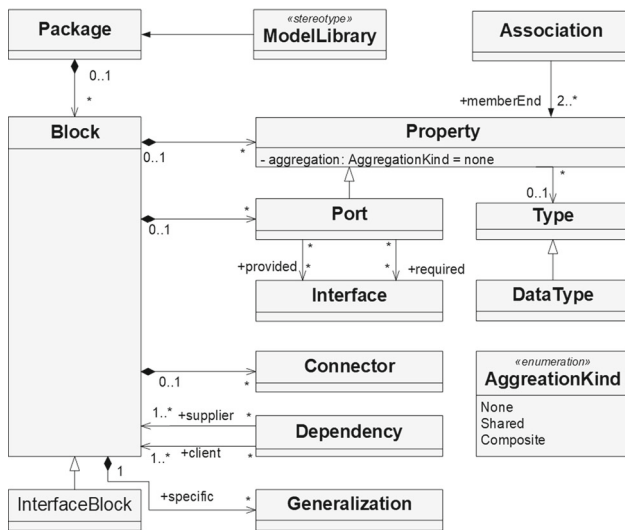 Package
«stereotype»
ModelLibrary
Association
0..1
*
+memberEnd
2..*
Block
Property
- aggregation: AggregationKind = none
0..1
*
*
0..1
Port
0..1
*
Type
+provided
*
*
*
*
+required
Interface
DataType
Connector
0..1
*
«enumeration»
AggreationKind
None
Shared
Composite
1..*
+supplier
*
Dependency
1..*
+client
*
InterfaceBlock
1
+specific
*
Generalization